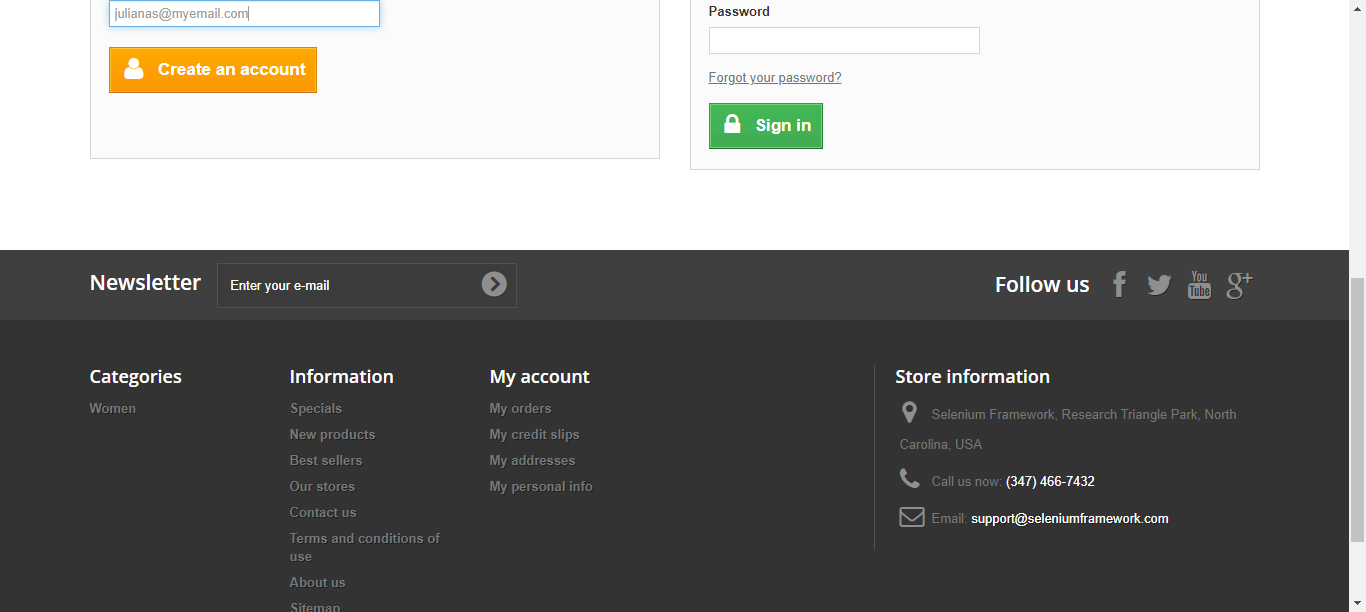 julianas@myemail.com
Create an account
Password
Forgot your password?
Sign in
Newsletter
Enter your e-mail
Follow us
You
Tube
Categories
Women
Information
Specials
New products
Best sellers
Our stores
Contact us
Terms and conditions of
use
About us
Sitemap
My account
My orders
My credit slips
My addresses
My personal info
Store information
Selenium Framework, Research Triangle Park, North
Carolina, USA
Call us now: (347) 466-7432
Email: support@seleniumframework.com